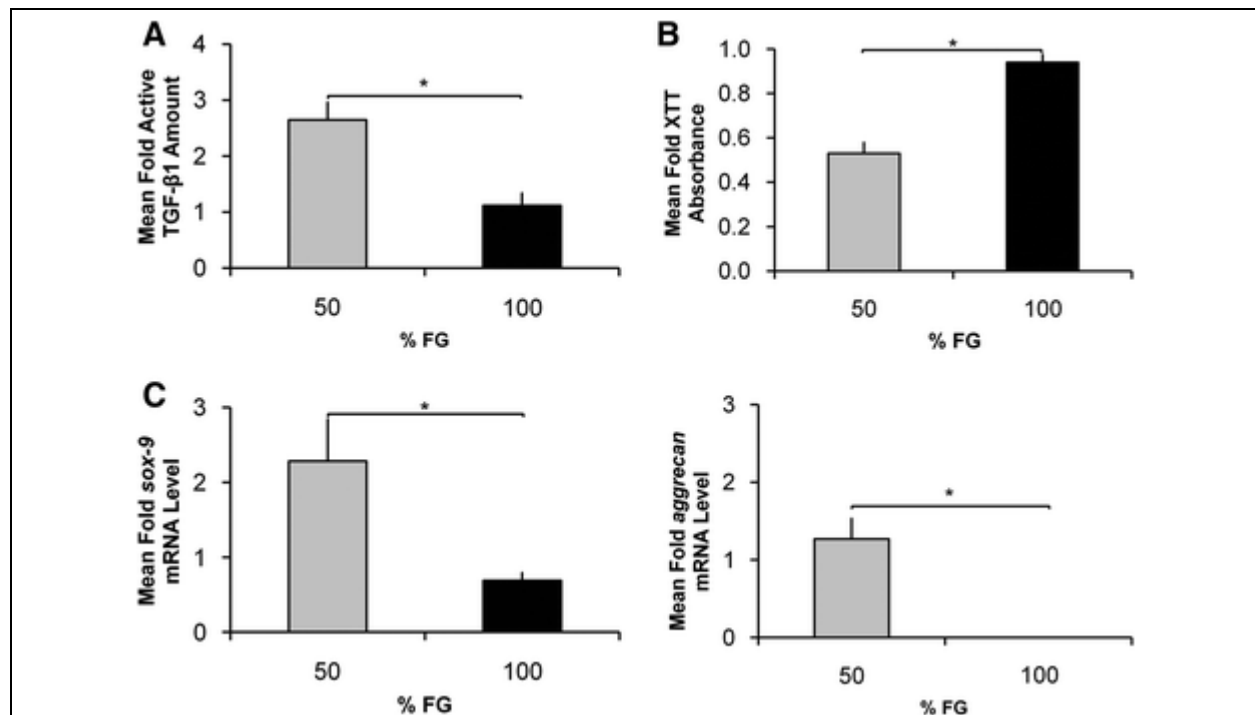 A
Mean Fold Active
TGF-β1 Amount
4
3
2
1
0
*
50
100
% FG
B
Mean Fold XTT
Absorbance
1.0
0.8
0.6
0.4
0.2
0.0
*
50
100
% FG
C
Mean Fold sox-9
mRNA Level
3
2
1
0
*
50
100
% FG
Mean Fold aggrecan
mRNA Level
3
2
1
0
*
50
100
% FG